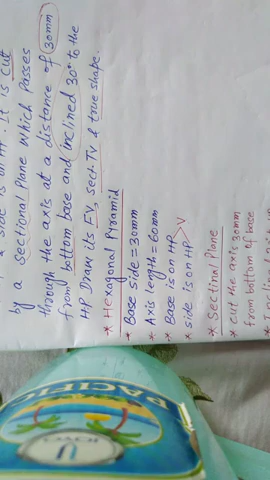 a side is on HP. It is cut
by a Sectional Plane which Passes
through the axis at a distance of 30mm
from bottom base and inclined 30° to the
HP Draw its FV, SectTV & true shape.
* Hexagonal Pyramid
* Base side = 30mm
* Axis length = 60mm
* Base is on HP
* side is on HP > V
* Sectinal Plane
* cut the axis 30mm
from bottom of base
PACIFIC